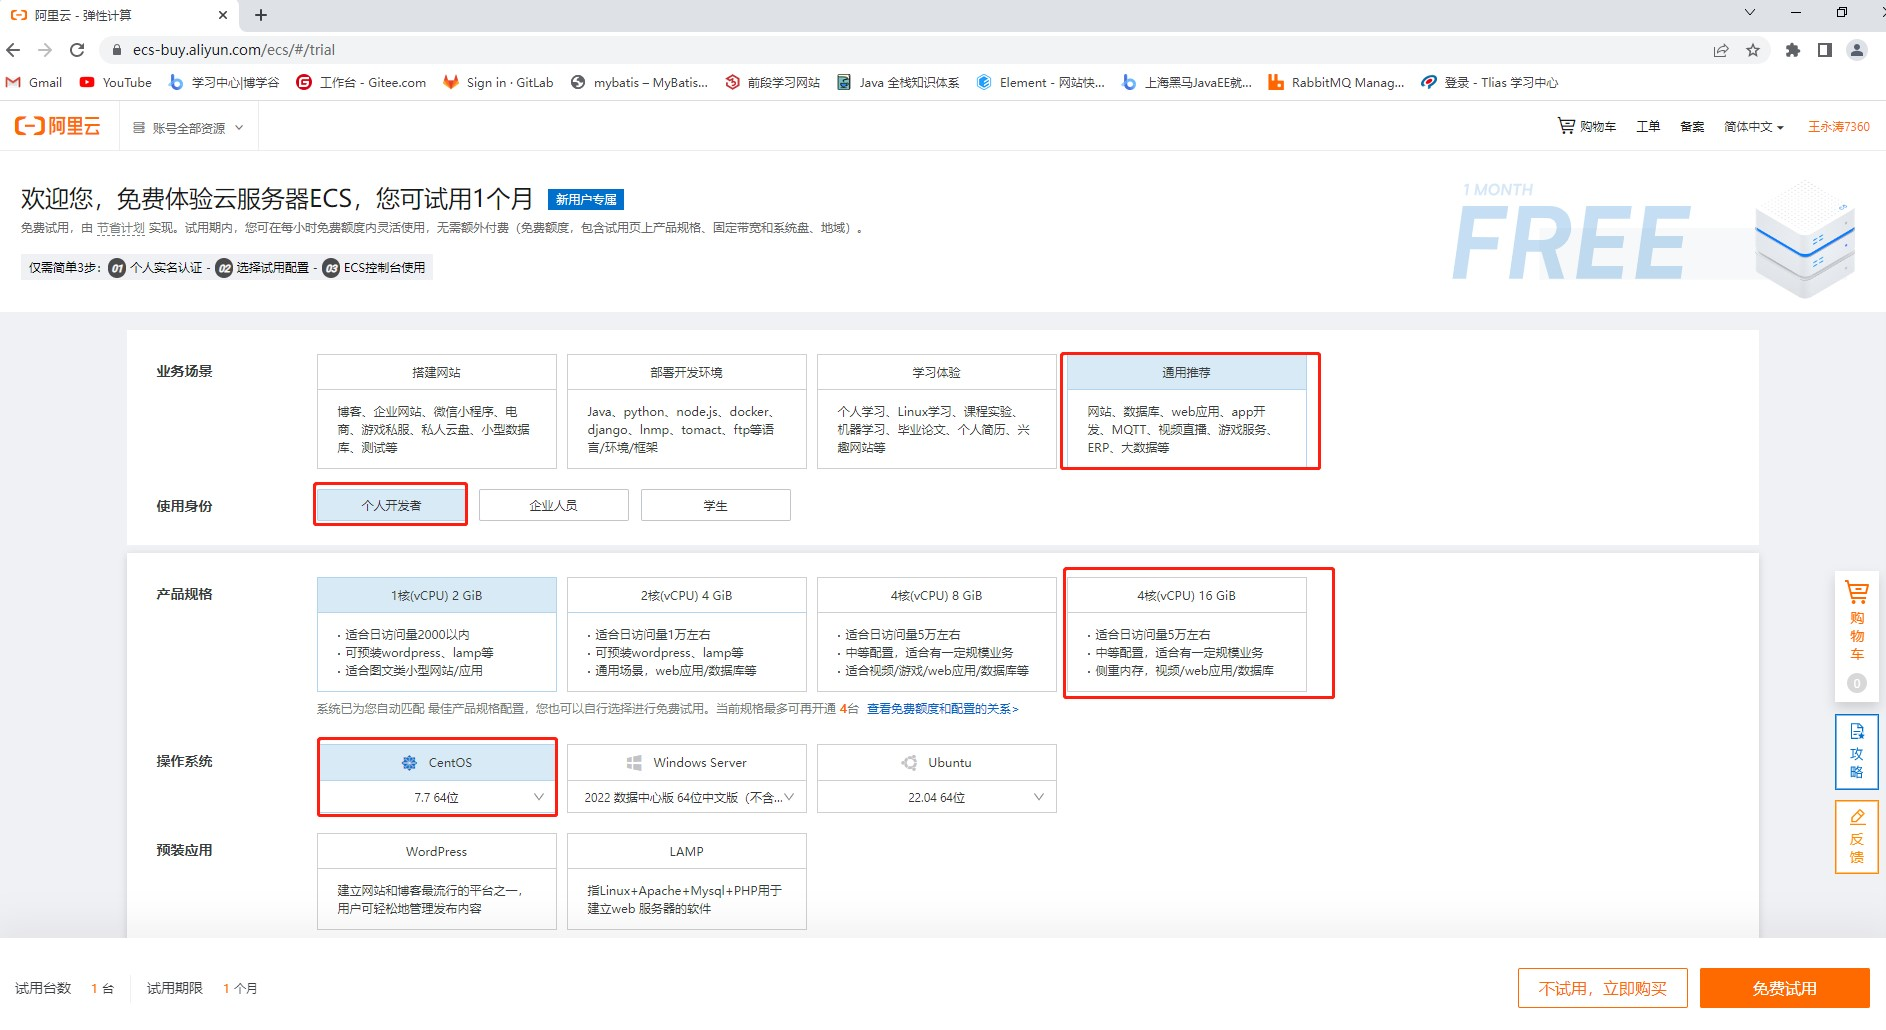 阿里云 - 弹性计算
ecs-buy.aliyun.com/ecs/#/trial
Gmail
YouTube
学习中心|博学谷
工作台 - Gitee.com
Sign in · GitLab
mybatis – MyBatis...
前段学习网站
Java 全栈知识体系
Element - 网站快...
上海黑马JavaEE就...
RabbitMQ Manag...
登录 - Tlias 学习中心
阿里云
账号全部资源
购物车
工单
备案
简体中文
王永涛7360
欢迎您，免费体验云服务器ECS，您可试用1个月
新用户专属
免费试用，由 节省计划 实现。试用期内，您可在每小时免费额度内灵活使用，无需额外付费（免费额度，包含试用页上产品规格、固定带宽和系统盘、地域）。
仅需简单3步： 01 个人实名认证 - 02 选择试用配置 - 03 ECS控制台使用
1 MONTH
FREE
业务场景
搭建网站
博客、企业网站、微信小程序、电
商、游戏私服、私人云盘、小型数据
库、测试等
部署开发环境
Java、python、node.js、docker、
django、lnmp、tomact、ftp等语
言/环境/框架
学习体验
个人学习、Linux学习、课程实验、
机器学习、毕业论文、个人简历、兴
趣网站等
通用推荐
网站、数据库、web应用、app开
发、MQTT、视频直播、游戏服务、
ERP、大数据等
使用身份
个人开发者
企业人员
学生
产品规格
1核(vCPU) 2 GiB
· 适合日访问量2000以内
· 可预装wordpress、lamp等
· 适合图文类小型网站/应用
2核(vCPU) 4 GiB
· 适合日访问量1万左右
· 可预装wordpress、lamp等
· 通用场景，web应用/数据库等
4核(vCPU) 8 GiB
· 适合日访问量5万左右
· 中等配置，适合有一定规模业务
· 适合视频/游戏/web应用/数据库等
4核(vCPU) 16 GiB
· 适合日访问量5万左右
· 中等配置，适合有一定规模业务
· 侧重内存，视频/web应用/数据库
系统已为您自动匹配 最佳产品规格配置，您也可以自行选择进行免费试用。当前规格最多可再开通 4台 查看免费额度和配置的关系>
操作系统
CentOS
7.7 64位
Windows Server
2022 数据中心版 64位中文版（不含...
Ubuntu
22.04 64位
预装应用
WordPress
建立网站和博客最流行的平台之一，
用户可轻松地管理发布内容
LAMP
指Linux+Apache+Mysql+PHP用于
建立web 服务器的软件
购
物
车
0
攻
略
反
馈
试用台数 1 台
试用期限 1 个月
不试用，立即购买
免费试用